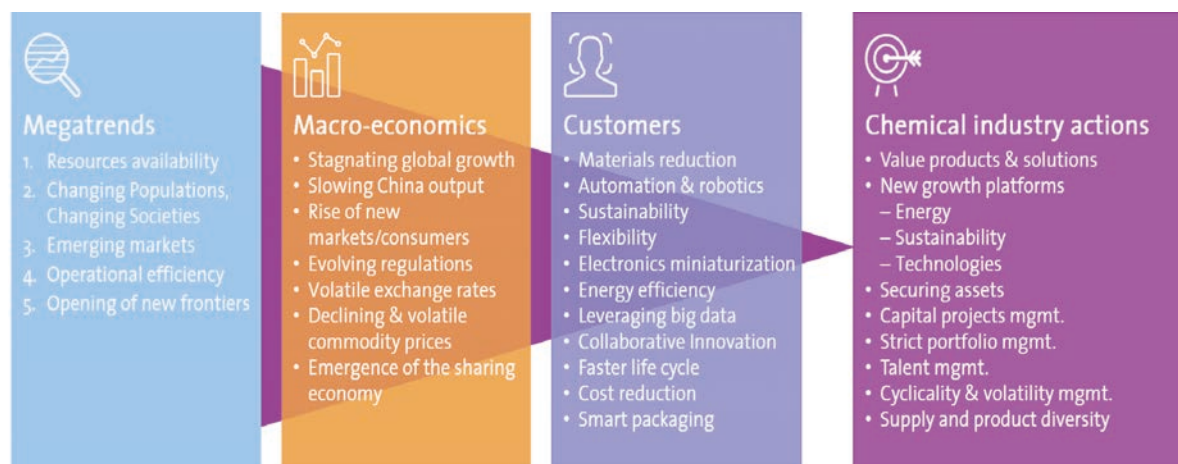 Megatrends
1. Resources availability
2. Changing Populations,
Changing Societies
3. Emerging markets
4. Operational efficiency
5. Opening of new frontiers
Macro-economics
• Stagnating global growth
• Slowing China output
• Rise of new
markets/consumers
• Evolving regulations
• Volatile exchange rates
• Declining & volatile
commodity prices
• Emergence of the sharing
economy
Customers
• Materials reduction
• Automation & robotics
• Sustainability
• Flexibility
• Electronics miniaturization
• Energy efficiency
• Leveraging big data
• Collaborative Innovation
• Faster life cycle
• Cost reduction
• Smart packaging
Chemical industry actions
• Value products & solutions
• New growth platforms
– Energy
– Sustainability
– Technologies
• Securing assets
• Capital projects mgmt.
• Strict portfolio mgmt.
• Talent mgmt.
• Cyclicality & volatility mgmt.
• Supply and product diversity